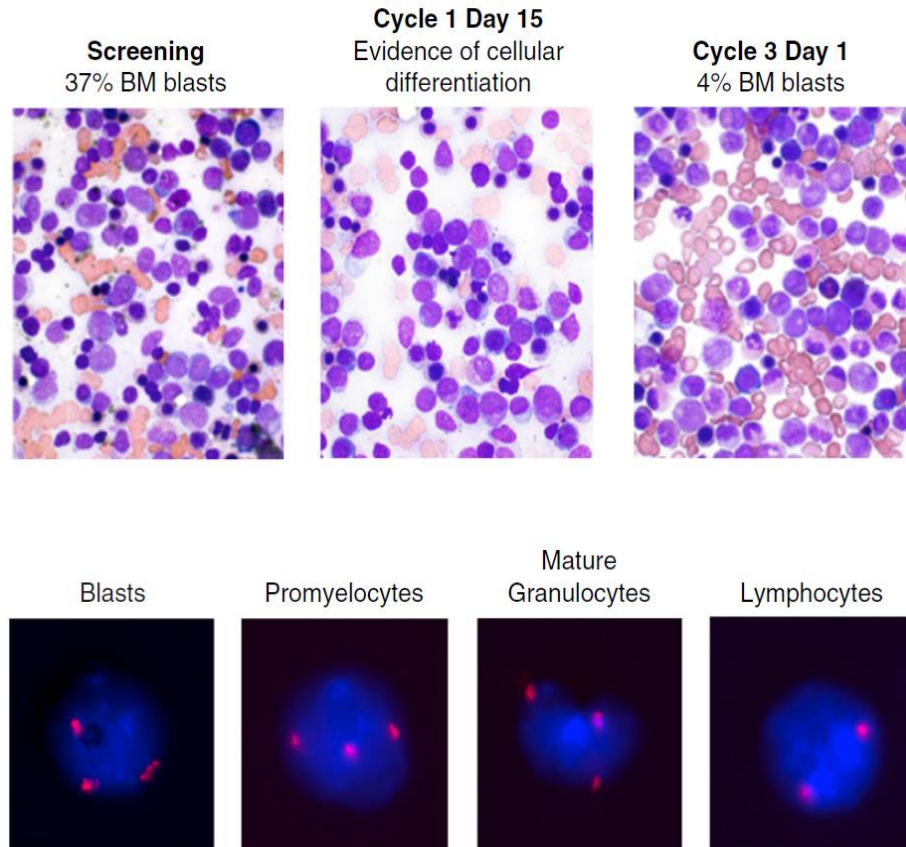 Screening
37% BM blasts
Cycle 1 Day 15
Evidence of cellular
differentiation
Cycle 3 Day 1
4% BM blasts
Blasts
Promyelocytes
Mature
Granulocytes
Lymphocytes